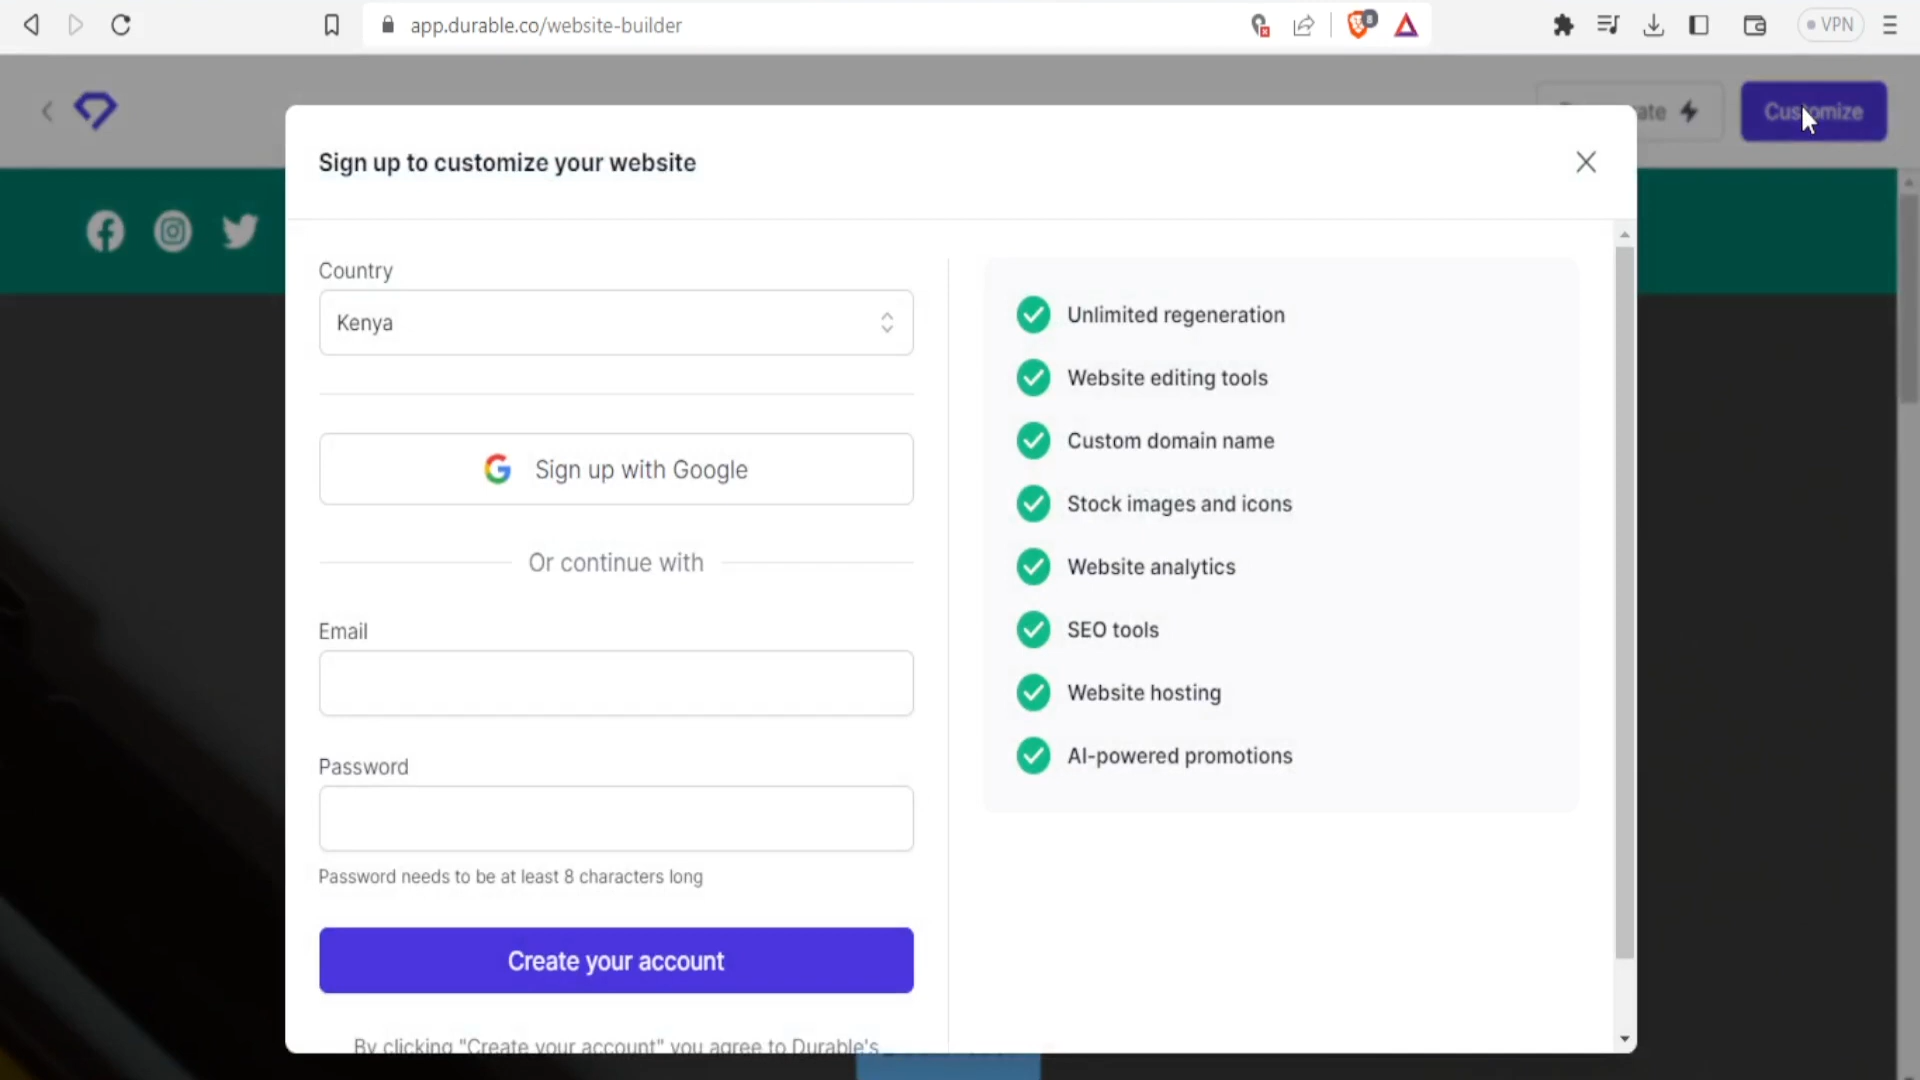 app.durable.co/website-builder
8
VPN
ate
Customize
Sign up to customize your website
Country
Kenya
Sign up with Google
Or continue with
Email
Password
Password needs to be at least 8 characters long
Create your account
By clicking "Create your account" you agree to Durable's
Unlimited regeneration
Website editing tools
Custom domain name
Stock images and icons
Website analytics
SEO tools
Website hosting
AI-powered promotions